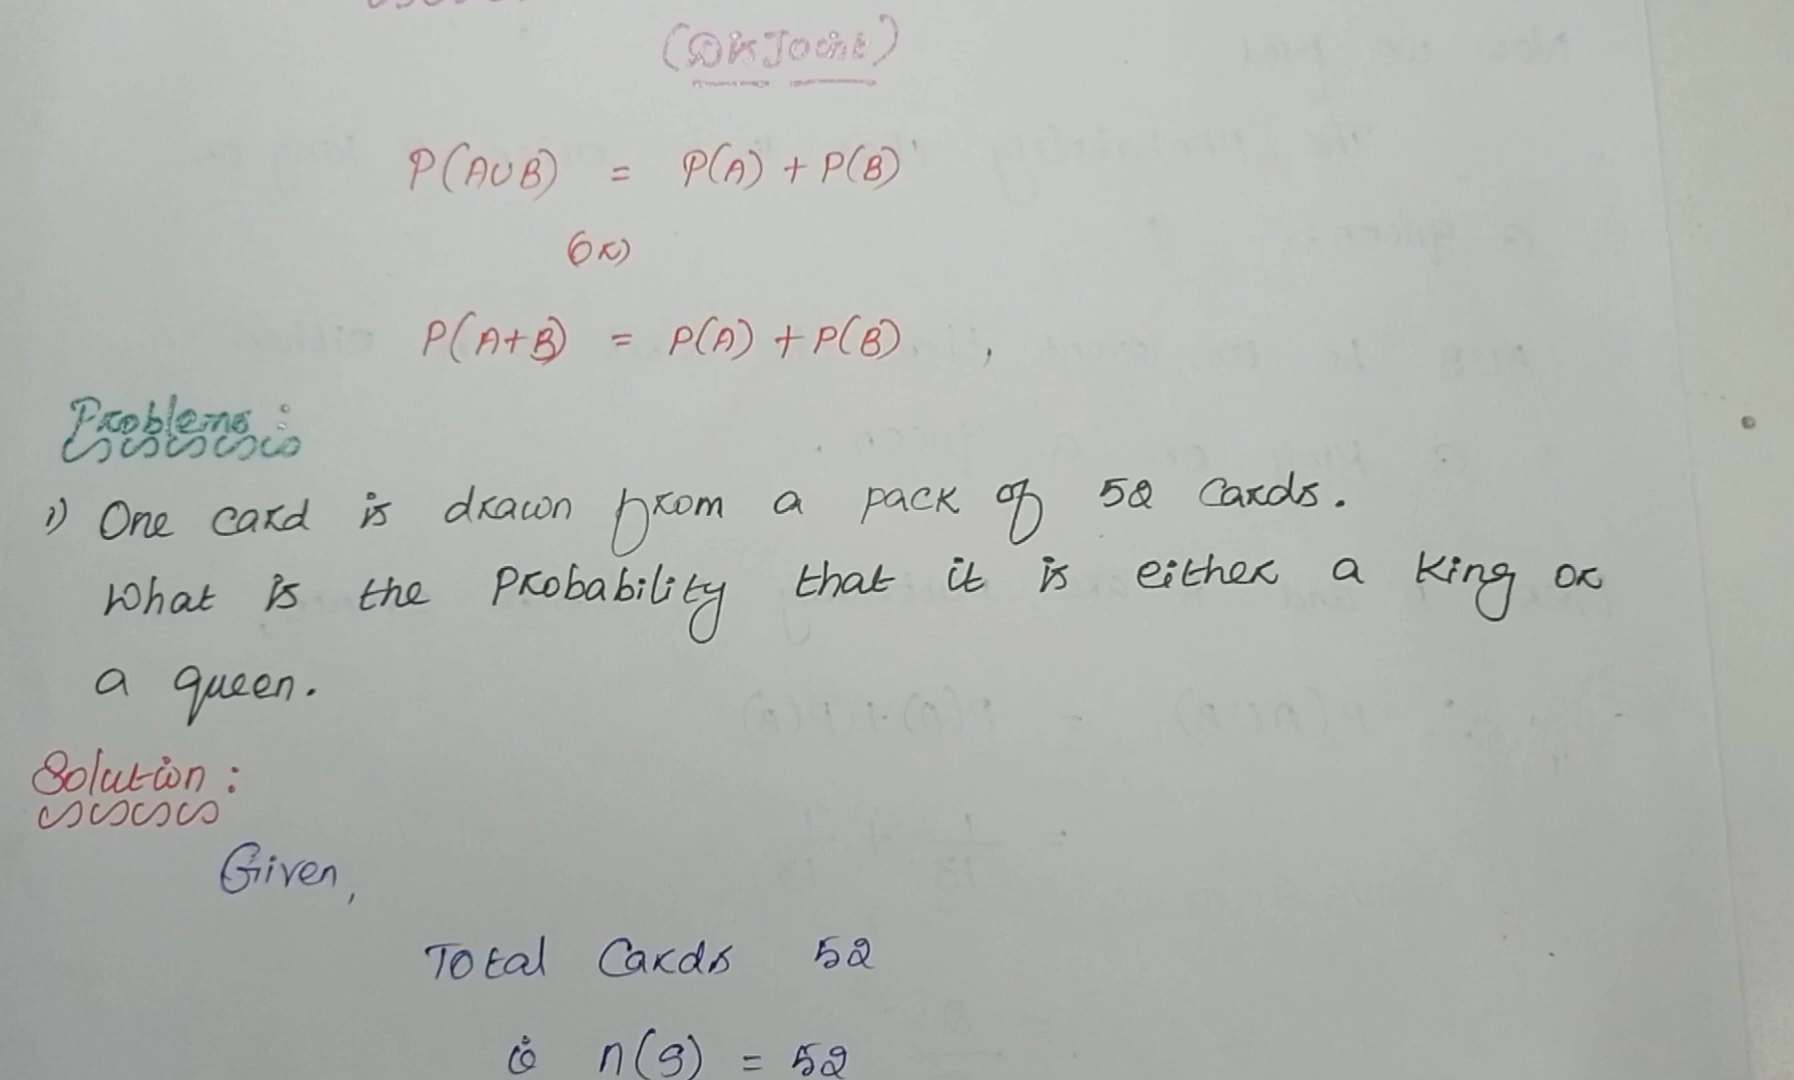 (Disjoint)
P(A∪B) = P(A) + P(B)
(or)
P(A+B) = P(A) + P(B),
Problems:
1) One card is drawn from a pack of 52 Cards.
What is the Probability that it is either a King or
a queen.
Solution:
Given,
Total Cards 52
n(S) = 52